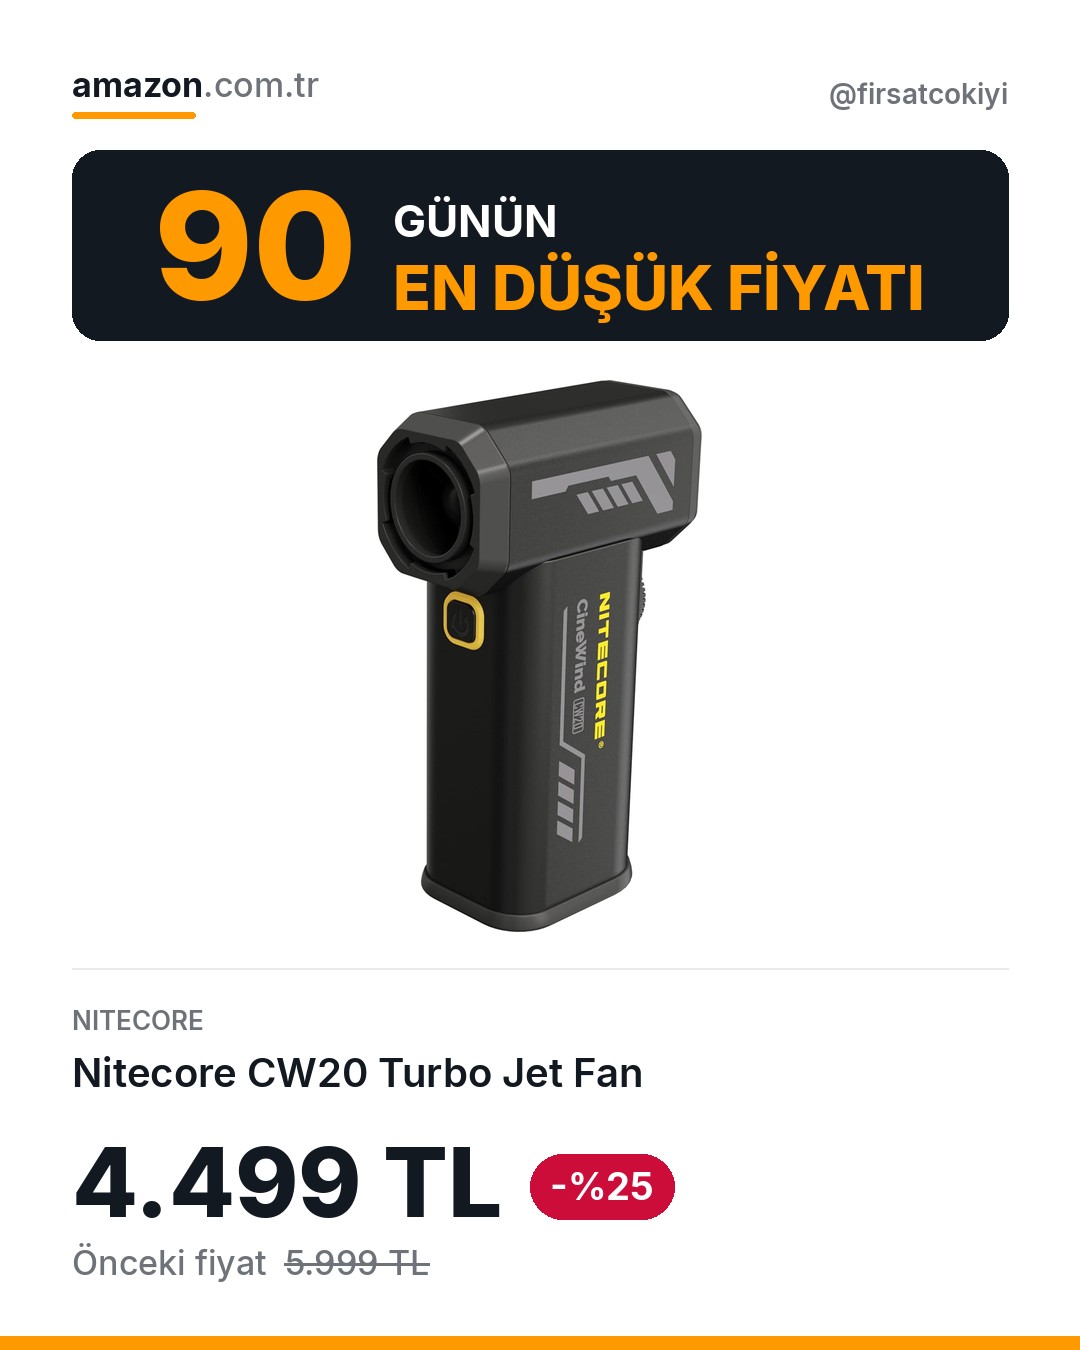 amazon.com.tr
@firsatcokiyi
90
GÜNÜN
EN DÜŞÜK FİYATI
NITECORE®
CineWind CW20
NITECORE
Nitecore CW20 Turbo Jet Fan
4.499 TL
-%25
Önceki fiyat 5.999 TL